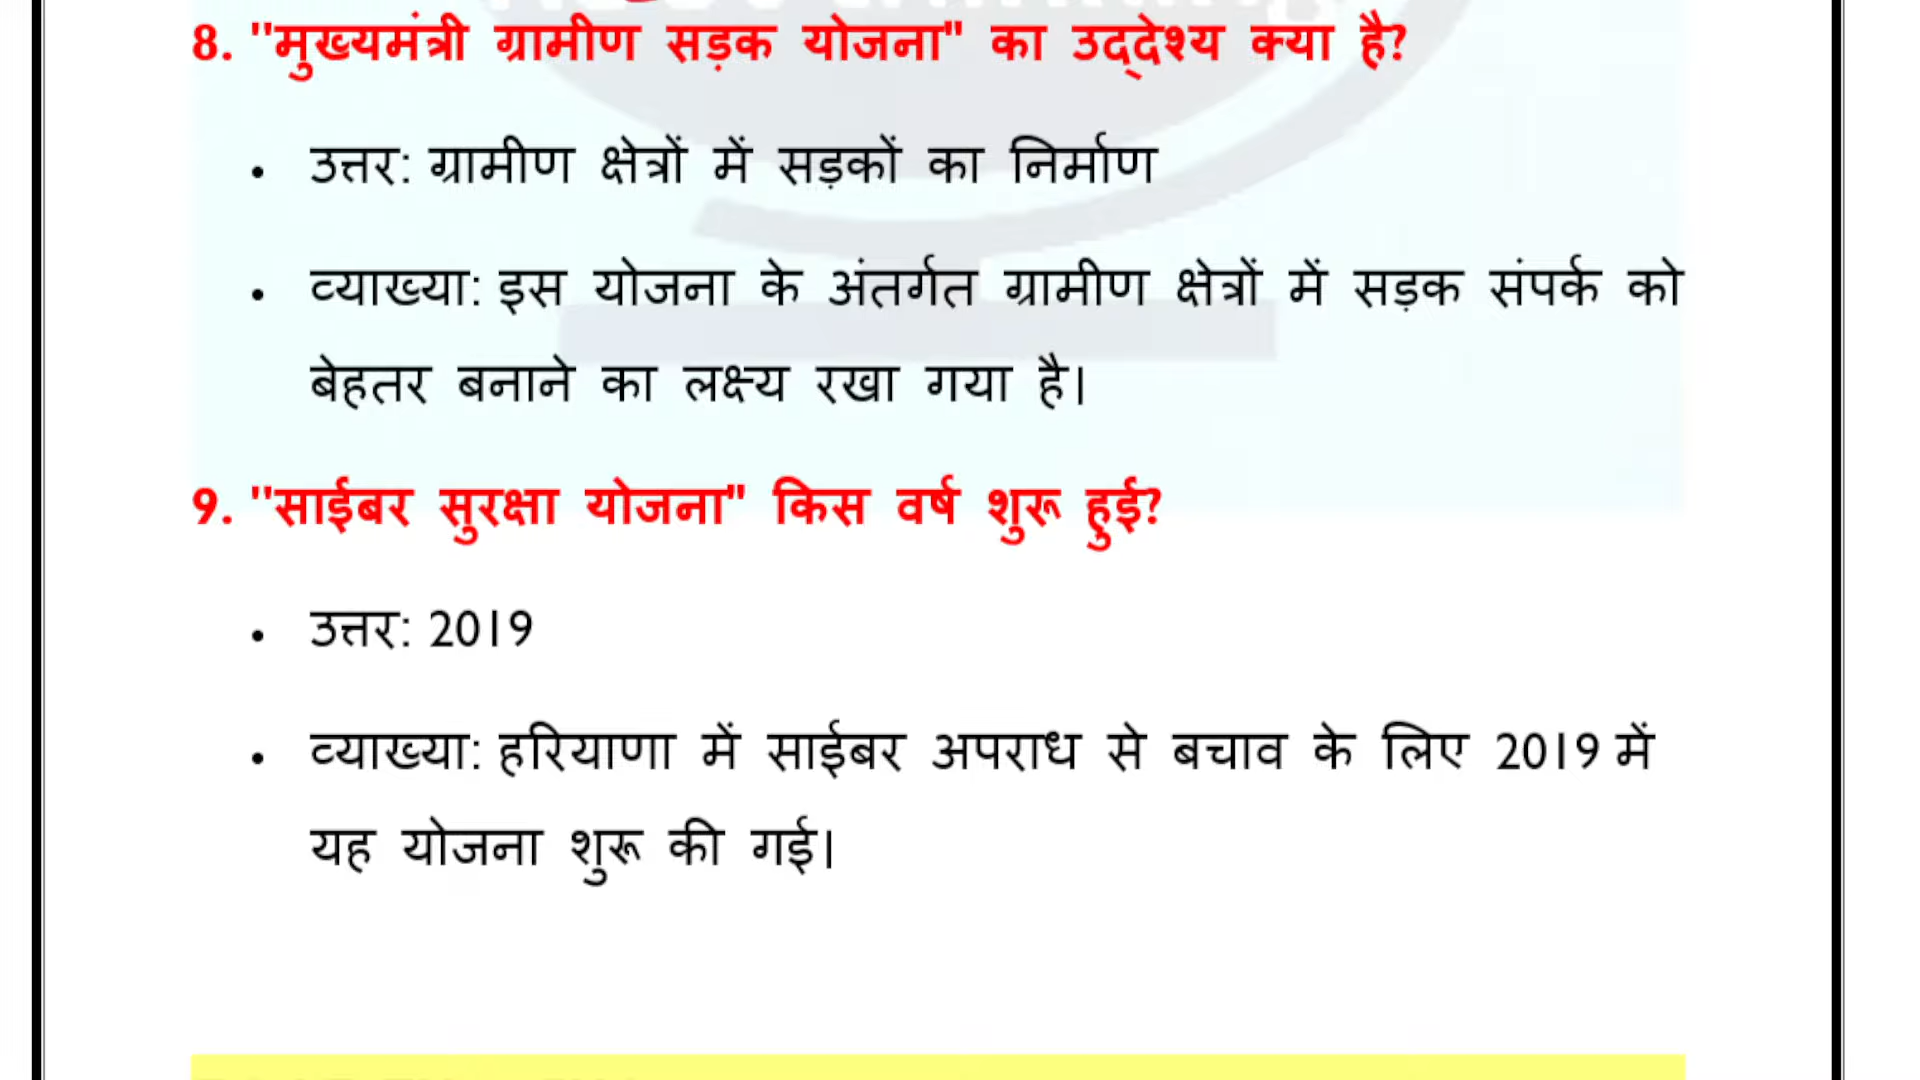 8. "मुख्यमंत्री ग्रामीण सड़क योजना" का उद्देश्य क्या है?
• उत्तर: ग्रामीण क्षेत्रों में सड़कों का निर्माण
• व्याख्या: इस योजना के अंतर्गत ग्रामीण क्षेत्रों में सड़क संपर्क को
बेहतर बनाने का लक्ष्य रखा गया है।
9. "साईबर सुरक्षा योजना" किस वर्ष शुरू हुई?
• उत्तर: 2019
• व्याख्या: हरियाणा में साईबर अपराध से बचाव के लिए 2019 में
यह योजना शुरू की गई।